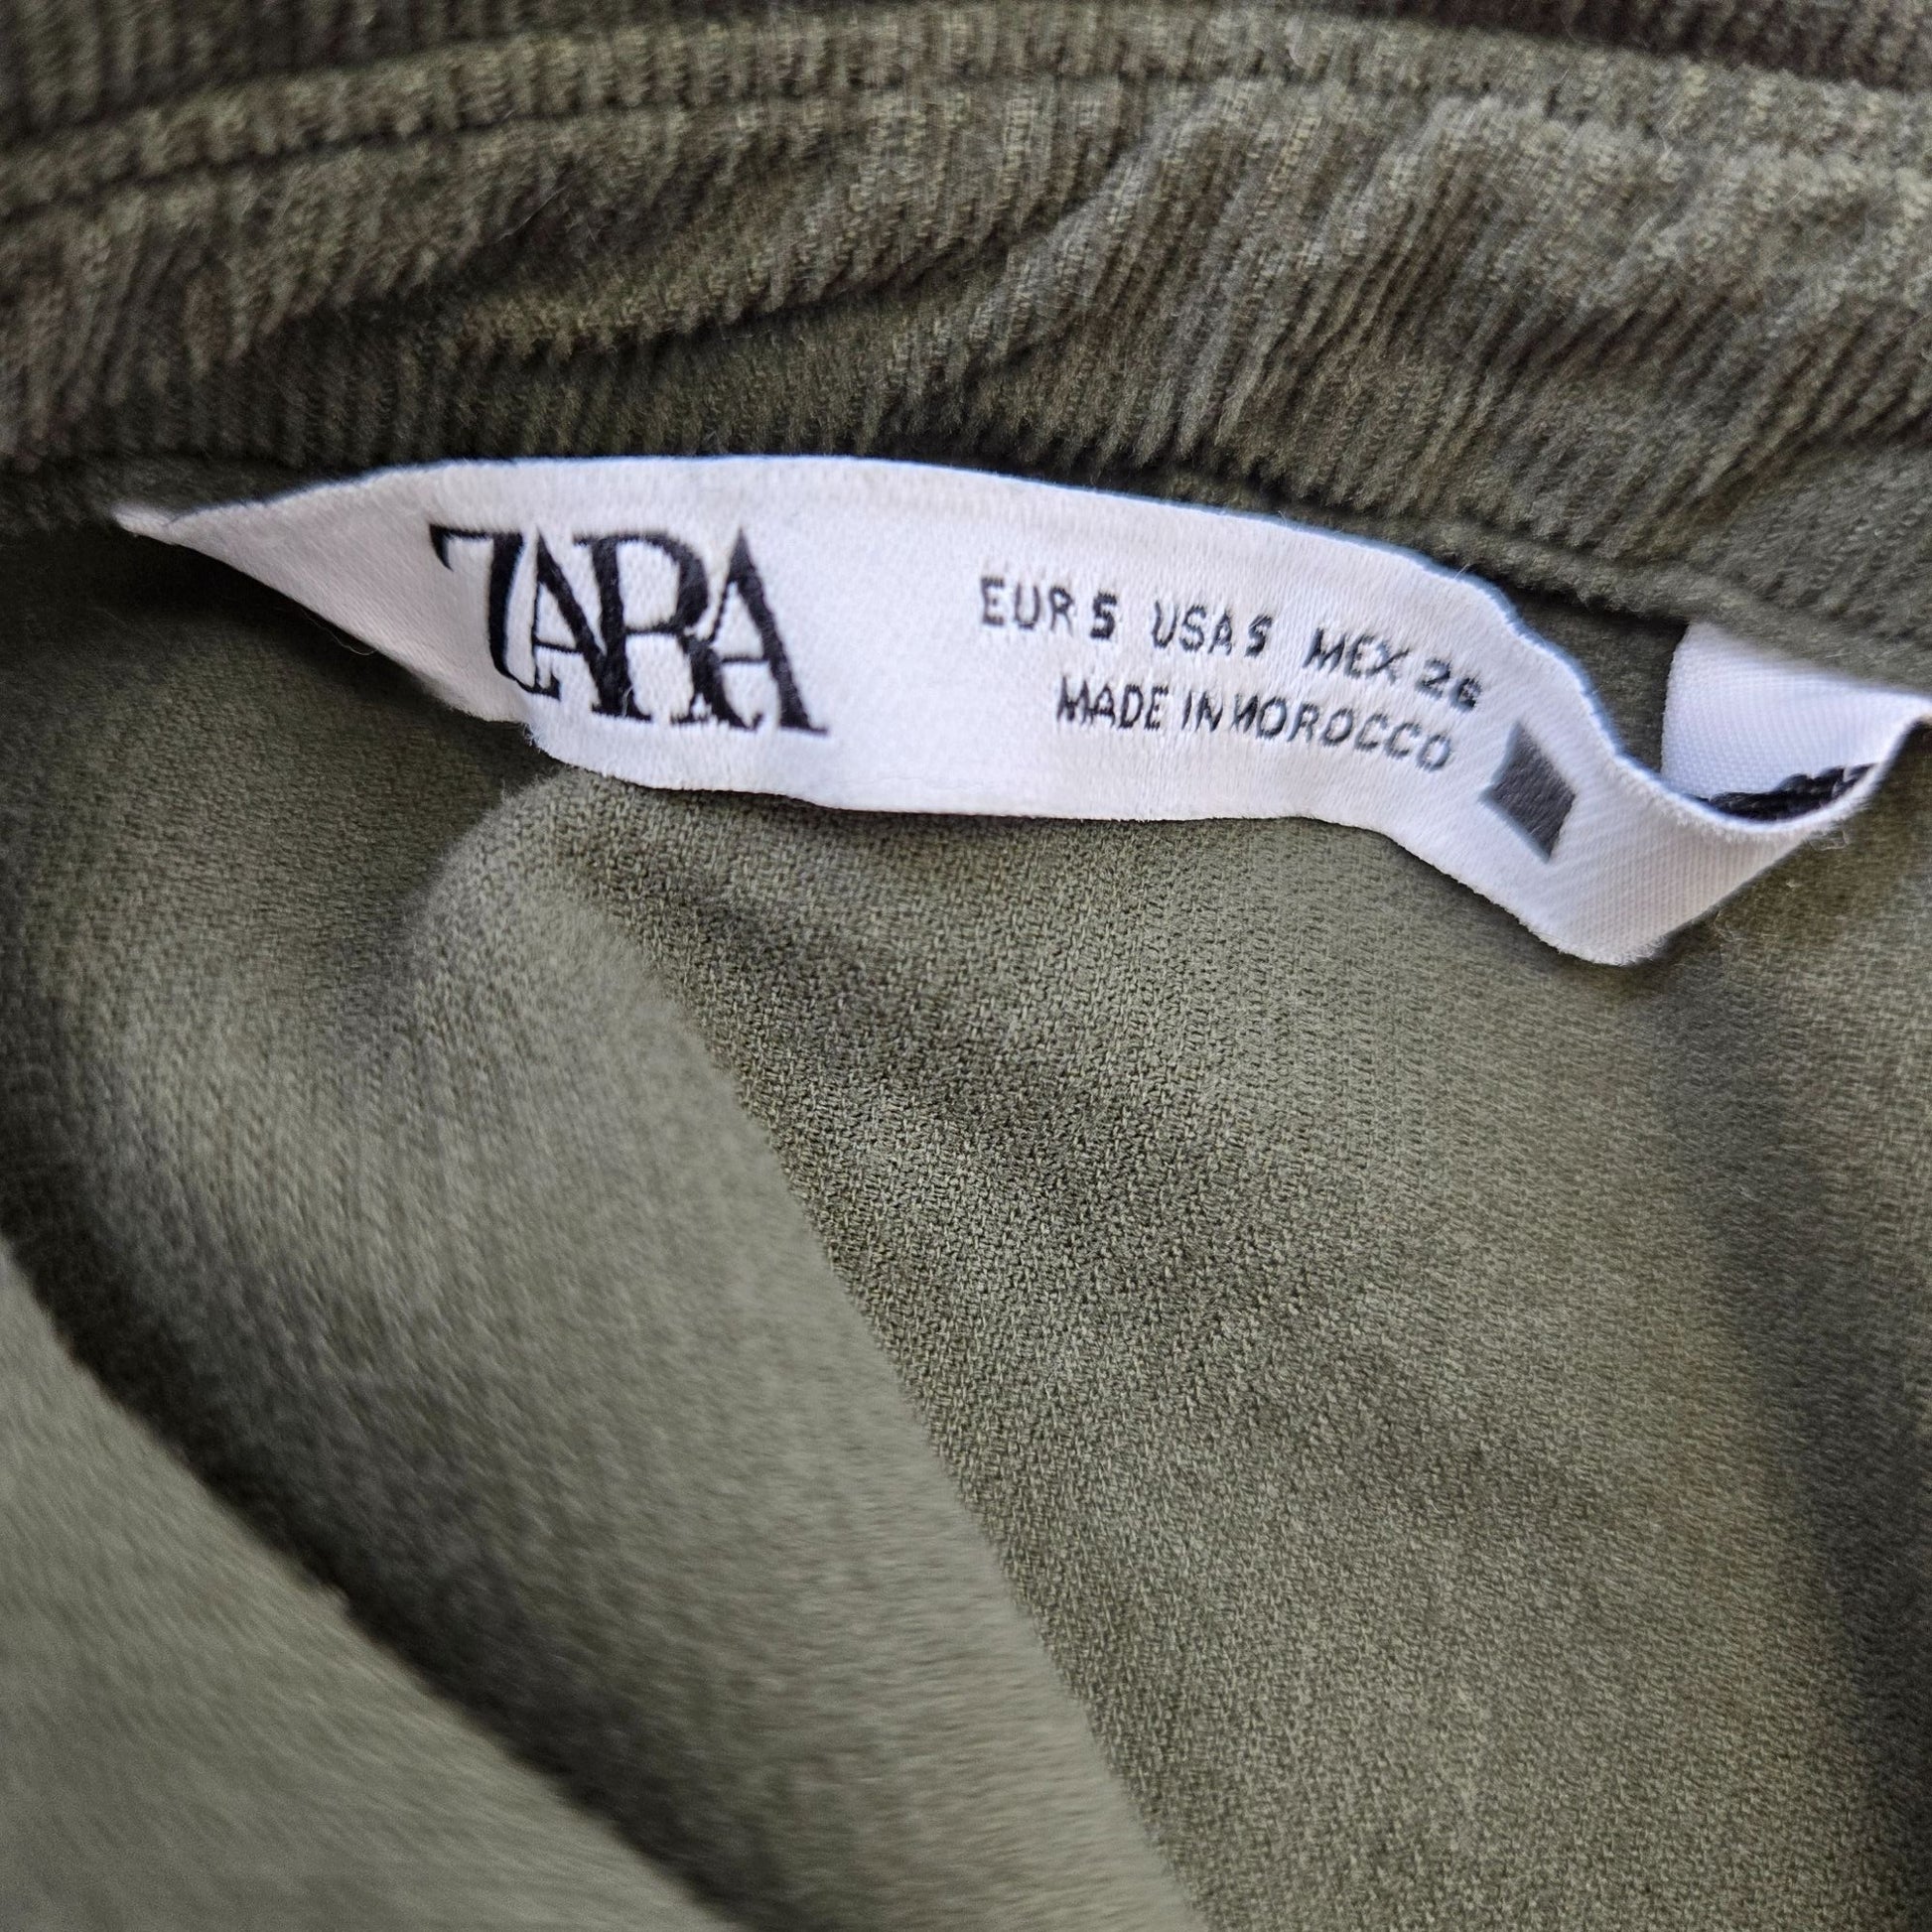 ZARA
EUR S USA S MEX 26
MADE IN MOROCCO